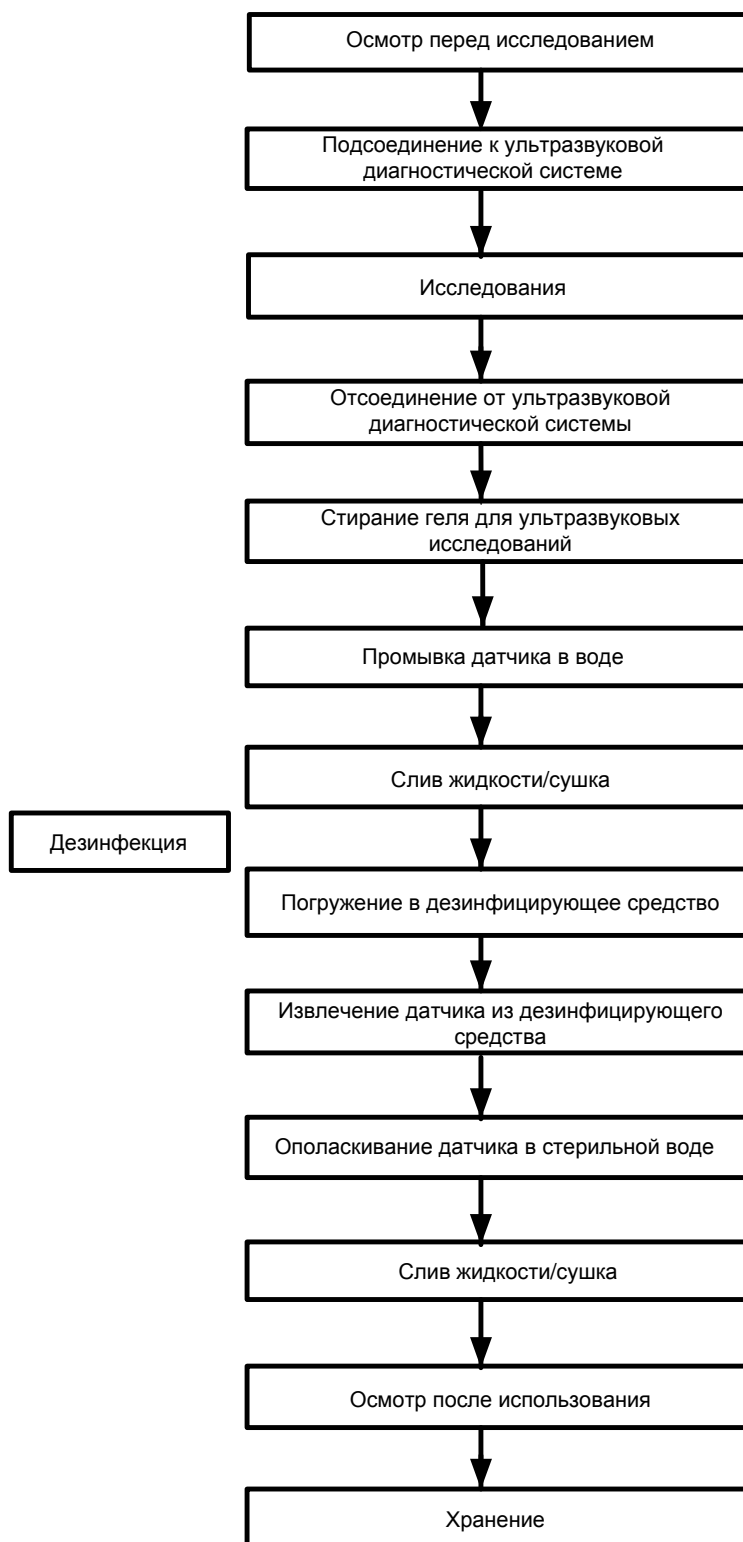 Осмотр перед исследованием
Подсоединение к ультразвуковой
диагностической системе
Исследования
Отсоединение от ультразвуковой
диагностической системы
Стирание геля для ультразвуковых
исследований
Промывка датчика в воде
Слив жидкости/сушка
Дезинфекция
Погружение в дезинфицирующее средство
Извлечение датчика из дезинфицирующего
средства
Ополаскивание датчика в стерильной воде
Слив жидкости/сушка
Осмотр после использования
Хранение